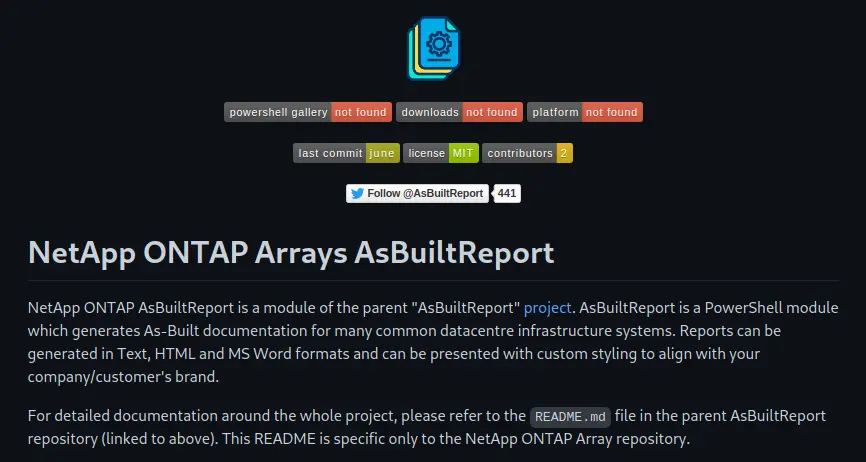 powershell gallery not found downloads not found platform not found
last commit june license MIT contributors 2
Follow @AsBuiltReport 441
NetApp ONTAP Arrays AsBuiltReport
NetApp ONTAP AsBuiltReport is a module of the parent "AsBuiltReport" project. AsBuiltReport is a PowerShell module
which generates As-Built documentation for many common datacentre infrastructure systems. Reports can be
generated in Text, HTML and MS Word formats and can be presented with custom styling to align with your
company/customer's brand.
For detailed documentation around the whole project, please refer to the README.md file in the parent AsBuiltReport
repository (linked to above). This README is specific only to the NetApp ONTAP Array repository.